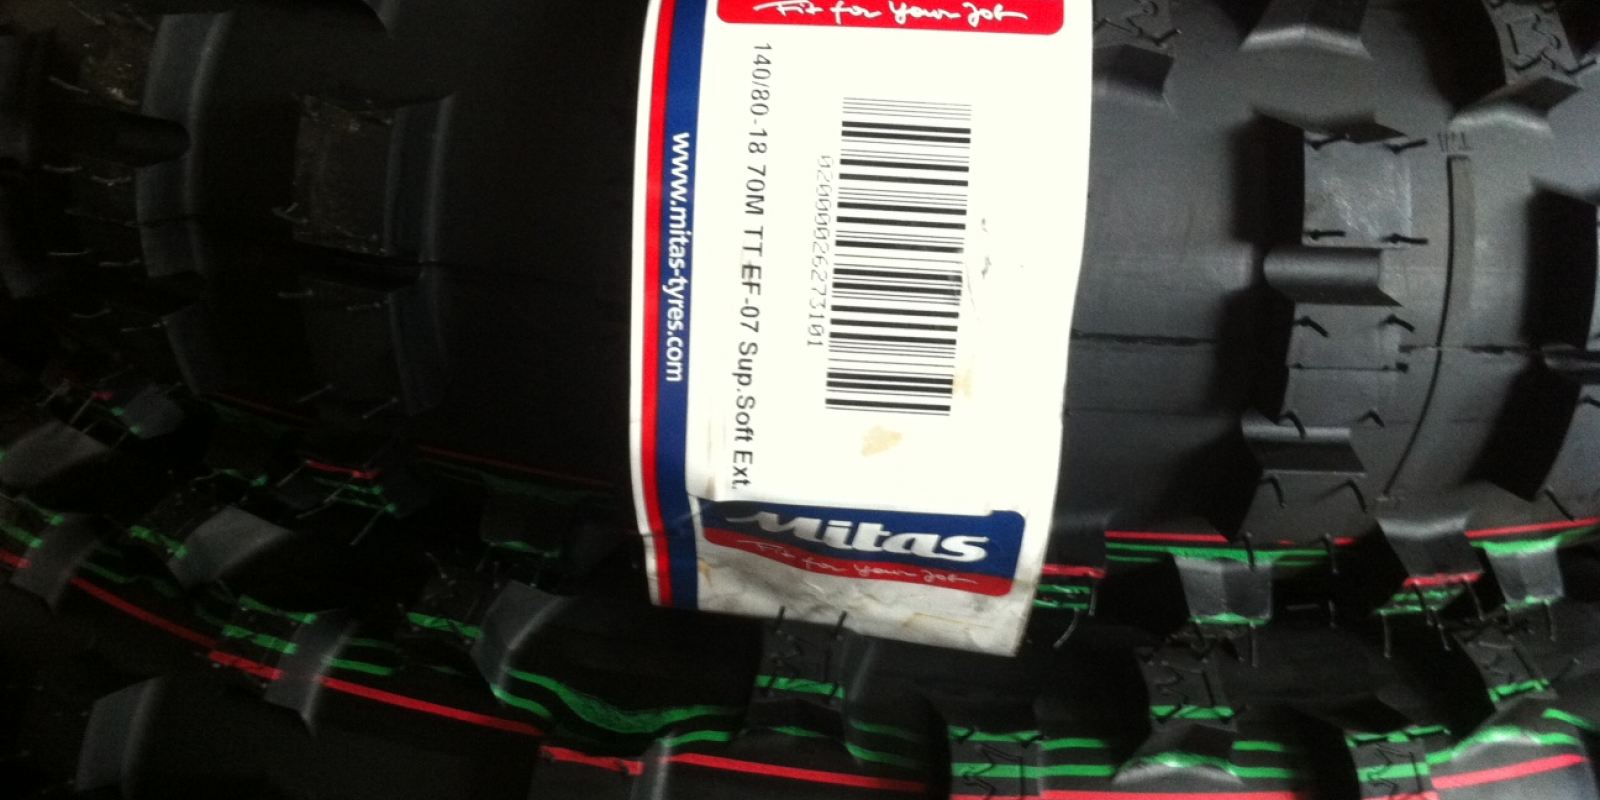 Fit for Your Job
www.mitas-tyres.com
140/80-18 70M TT EF-07 Sup.Soft Ext.
02000026273101
Mitas
Fit for Your Job